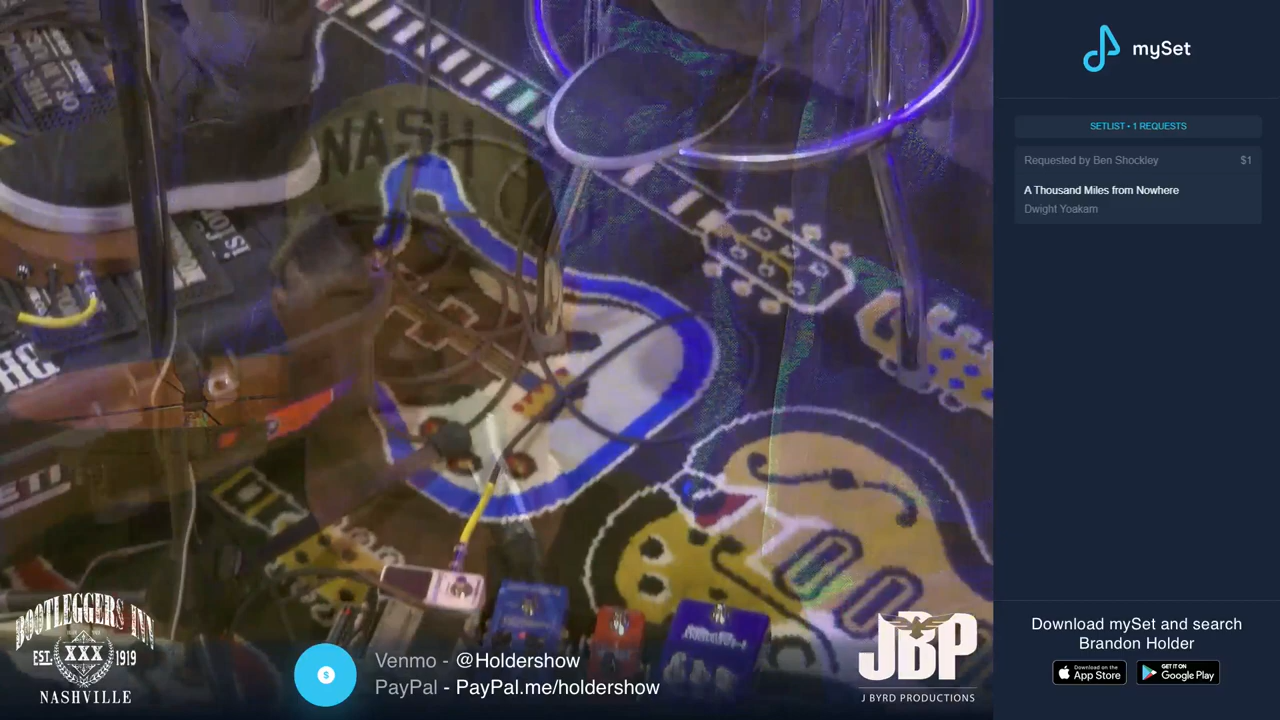 NASH
mySet
SETLIST • 1 REQUESTS
Requested by Ben Shockley $1
A Thousand Miles from Nowhere
Dwight Yoakam
BOOTLEGGERS INN
EST. XXX 1919
NASHVILLE
Venmo - @Holdershow
PayPal - PayPal.me/holdershow
JBP
J BYRD PRODUCTIONS
Download mySet and search
Brandon Holder
Download on the
App Store
GET IT ON
Google Play